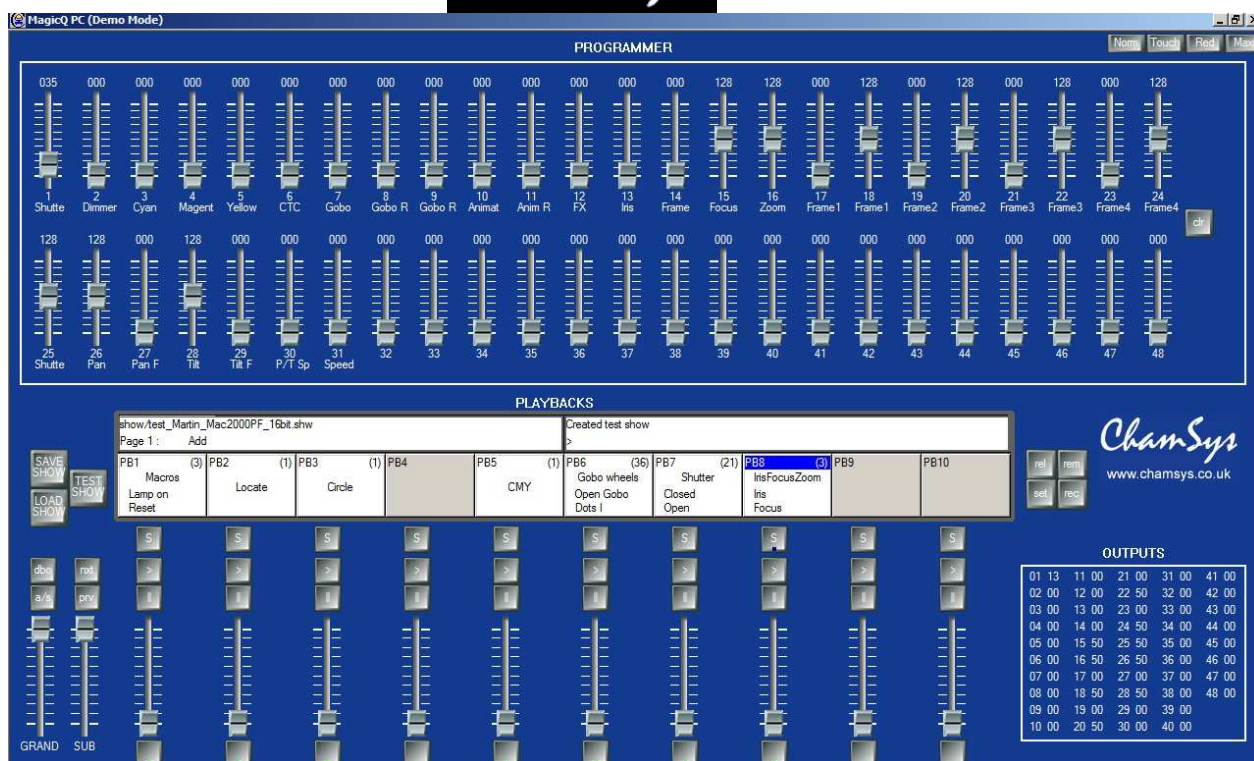 MagicQ PC (Demo Mode)
PROGRAMMER
Norm Touch Red Max
035 000 000 000 000 000 000 000 000 000 000 000 000 000 128 128 000 128 000 128 000 128 000 128
1 2 3 4 5 6 7 8 9 10 11 12 13 14 15 16 17 18 19 20 21 22 23 24
Shutte Dimmer Cyan Magent Yellow CTC Gobo Gobo R Gobo R Animat Anim R FX Iris Frame Focus Zoom Frame1 Frame1 Frame2 Frame2 Frame3 Frame3 Frame4 Frame4
clr
128 128 000 128 000 000 000 000 000 000 000 000 000 000 000 000 000 000 000 000 000 000 000 000
25 26 27 28 29 30 31 32 33 34 35 36 37 38 39 40 41 42 43 44 45 46 47 48
Shutte Pan Pan F Tilt Tilt F P/T Sp Speed
PLAYBACKS
show/test_Martin_Mac2000PF_16bit.shw Created test show
Page 1 : Add >
SAVE SHOW
TEST SHOW
LOAD SHOW
PB1 (3) PB2 (1) PB3 (1) PB4 PB5 (1) PB6 (36) PB7 (21) PB8 (3) PB9 PB10
Macros Gobo wheels Shutter IrisFocusZoom
Locate Circle CMY
Lamp on Open Gobo Closed Iris
Reset Dots I Open Focus
rel rem
set rec
ChamSys
www.chamsys.co.uk
S S S S S S S S S S
dbo nxt > > > > > > > > > >
a/s prv || || || || || || || || || ||
GRAND SUB
OUTPUTS
01 13 11 00 21 00 31 00 41 00
02 00 12 00 22 50 32 00 42 00
03 00 13 00 23 00 33 00 43 00
04 00 14 00 24 50 34 00 44 00
05 00 15 50 25 50 35 00 45 00
06 00 16 50 26 50 36 00 46 00
07 00 17 00 27 00 37 00 47 00
08 00 18 50 28 50 38 00 48 00
09 00 19 00 29 00 39 00
10 00 20 50 30 00 40 00